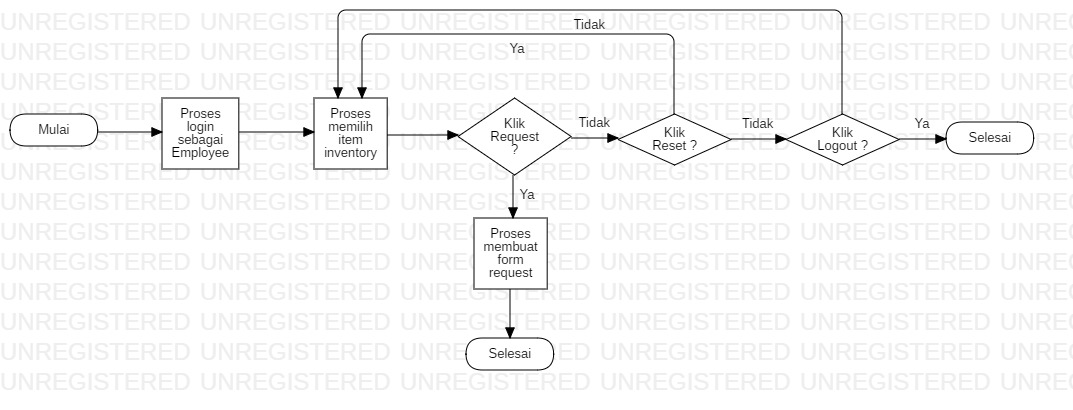 Tidak
Ya
Mulai
Proses
login
sebagai
Employee
Proses
memilih
item
inventory
Klik
Request
?
Tidak
Klik
Reset ?
Tidak
Klik
Logout ?
Ya
Selesai
Ya
Proses
membuat
form
request
Selesai
UNREGISTERED UNREGISTERED UNREGISTERED UNREGISTERED UNREGISTERED